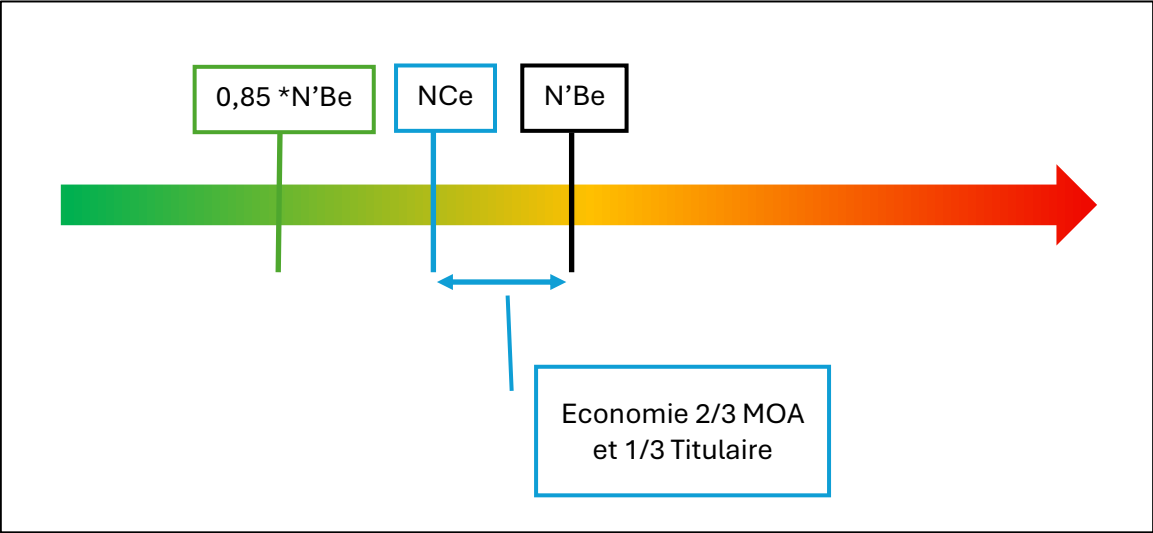 0,85 *N’Be
NCe
N’Be
Economie 2/3 MOA
et 1/3 Titulaire